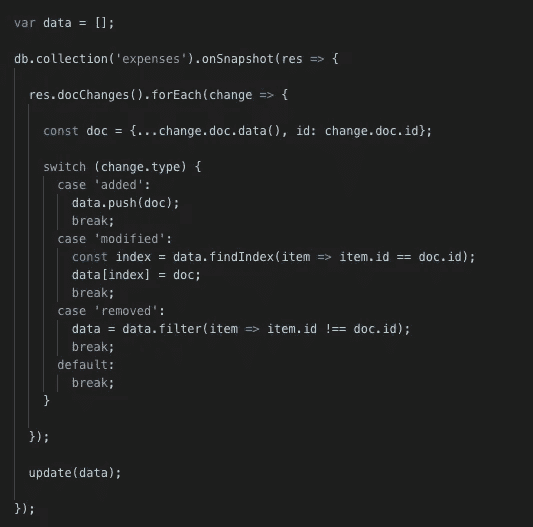 var data = [];
db.collection('expenses').onSnapshot(res => {
res.docChanges().forEach(change => {
const doc = {...change.doc.data(), id: change.doc.id};
switch (change.type) {
case 'added':
data.push(doc);
break;
case 'modified':
const index = data.findIndex(item => item.id == doc.id);
data[index] = doc;
break;
case 'removed':
data = data.filter(item => item.id !== doc.id);
break;
default:
break;
}
});
update(data);
});